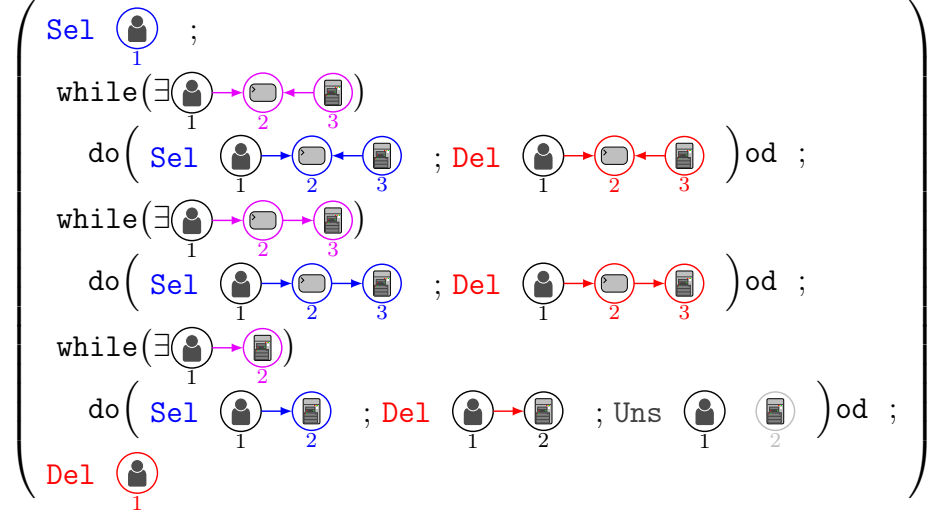 Sel 1 ;
while(∃ 1 2 3 )
do( Sel 1 2 3 ; Del 1 2 3 )od ;
while(∃ 1 2 3 )
do( Sel 1 2 3 ; Del 1 2 3 )od ;
while(∃ 1 2 )
do( Sel 1 2 ; Del 1 2 ; Uns 1 2 )od ;
Del 1